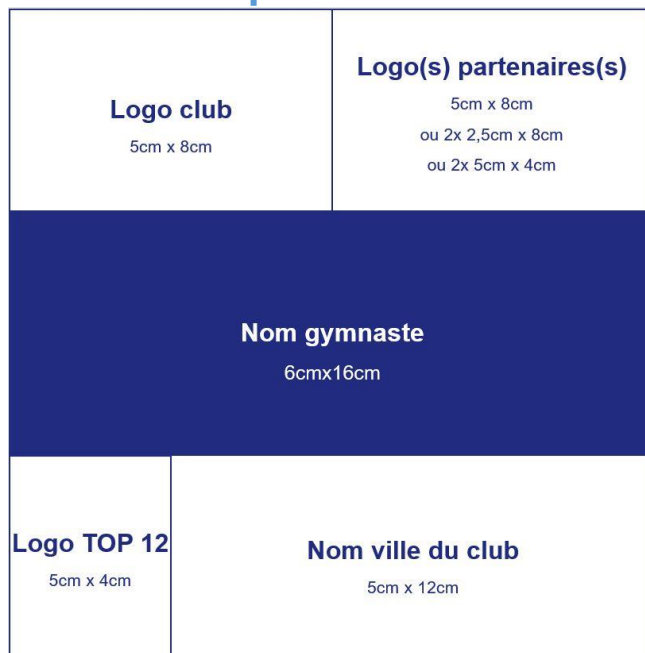 Logo club
5cm x 8cm
Logo(s) partenaires(s)
5cm x 8cm
ou 2x 2,5cm x 8cm
ou 2x 5cm x 4cm
Nom gymnaste
6cmx16cm
Logo TOP 12
5cm x 4cm
Nom ville du club
5cm x 12cm